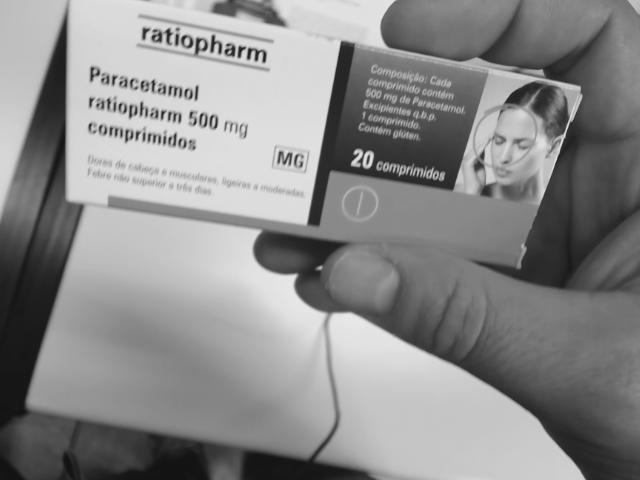 ratiopharm
Paracetamol
ratiopharm 500 mg
comprimidos
MG
Dores de cabeça e musculares, ligeiras a moderadas.
Febre não superior a três dias.
Composição: Cada
comprimido contém
500 mg de Paracetamol.
Excipientes q.b.p.
1 comprimido.
Contém glúten.
20 comprimidos